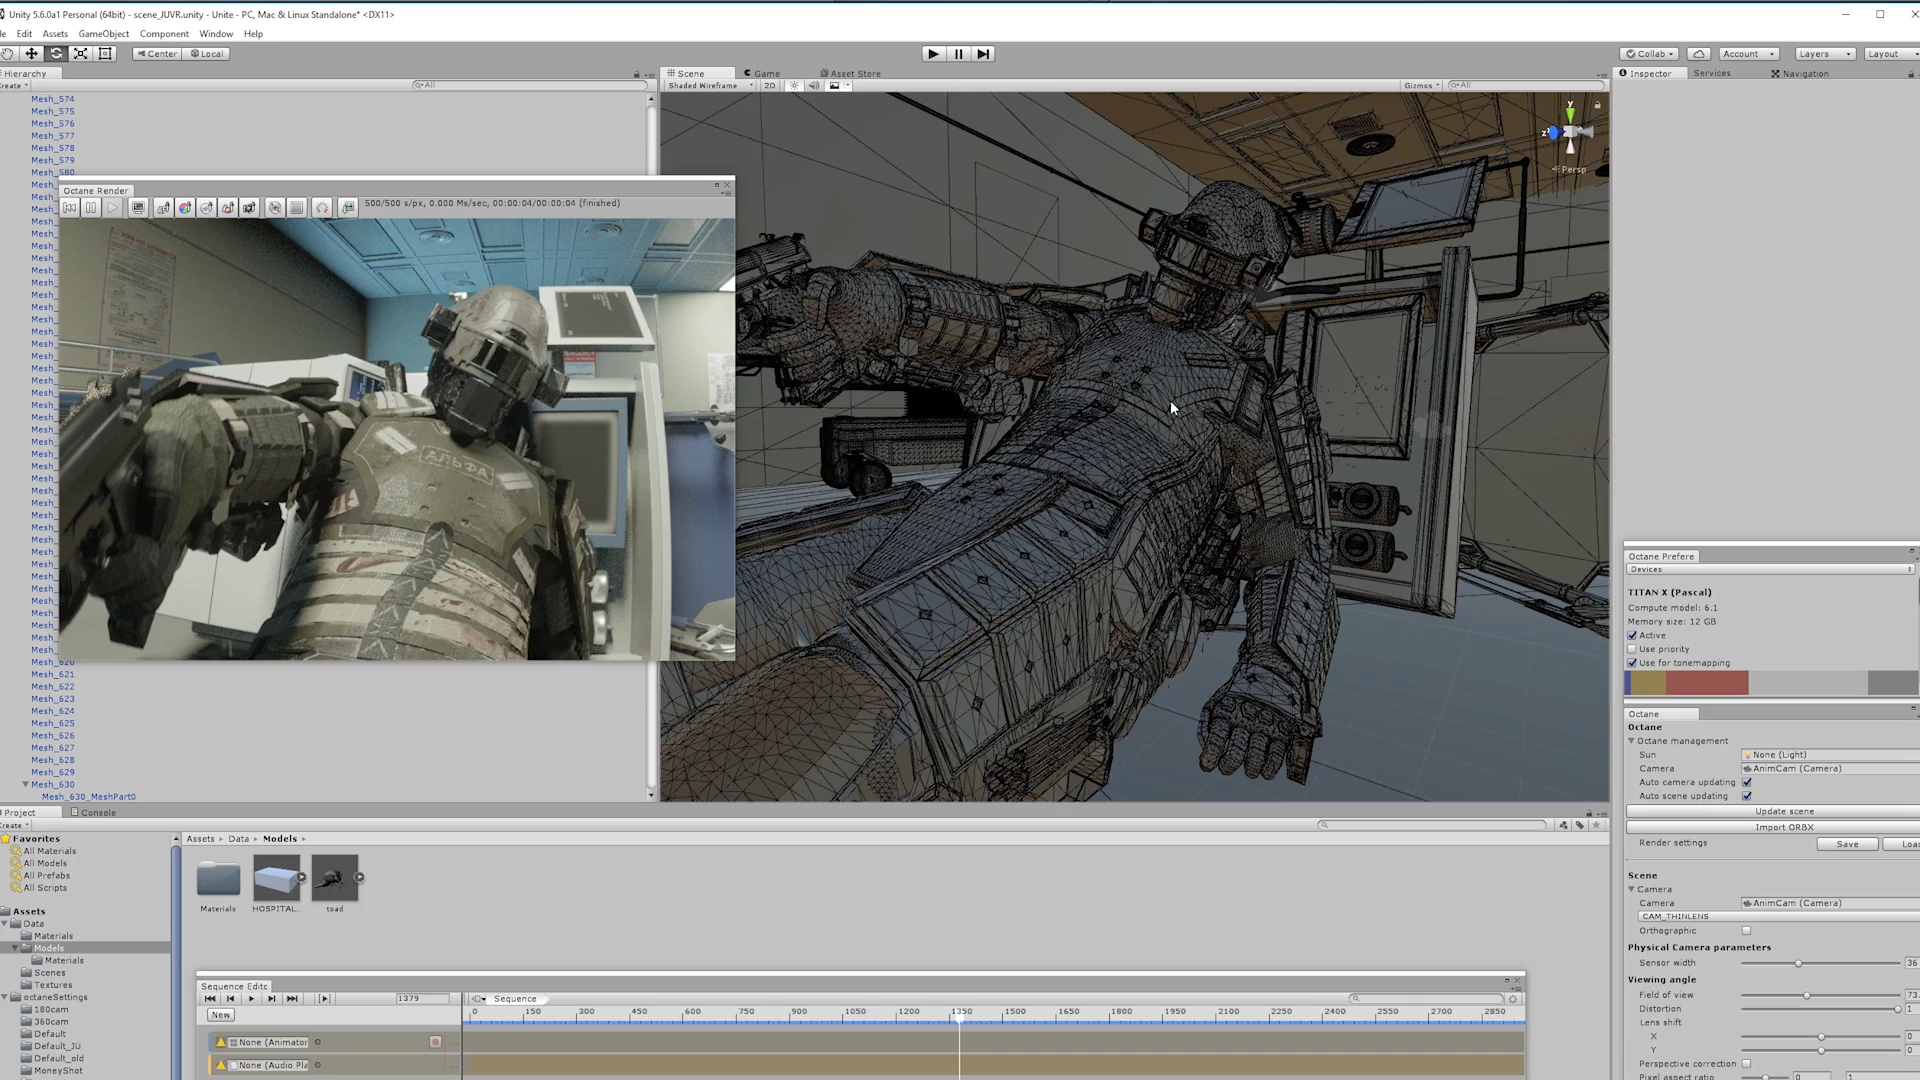 Unity 5.6.0a1 Personal (64bit) - scene_JUVR.unity - Unite - PC, Mac & Linux Standalone* <DX11>
Edit Assets GameObject Component Window Help
Center Local
Collab Account Layers Layout
Hierarchy
All
Mesh_574
Mesh_575
Mesh_576
Mesh_577
Mesh_578
Mesh_579
Mesh_580
Mesh_621
Mesh_622
Mesh_623
Mesh_624
Mesh_625
Mesh_626
Mesh_627
Mesh_628
Mesh_629
Mesh_630
Mesh_630_MeshPart0
Octane Render
500/500 s/px, 0.000 Ms/sec, 00:00:04/00:00:04 (finished)
АЛЬФА
Scene Game Asset Store
Shaded Wireframe 2D Gizmos All
y
z
Persp
Inspector Services Navigation
Octane Prefere
Devices
TITAN X (Pascal)
Compute model: 6.1
Memory size: 12 GB
Active
Use priority
Use for tonemapping
Octane
Octane
Octane management
Sun None (Light)
Camera AnimCam (Camera)
Auto camera updating
Auto scene updating
Update scene
Import ORBX
Render settings Save
Scene
Camera
Camera AnimCam (Camera)
CAM_THINLENS
Orthographic
Physical Camera parameters
Sensor width 36
Viewing angle
Field of view 73.
Distortion 1
Lens shift
X 0
Y 0
Perspective correction
Pixel aspect ratio 0 1
Project Console
Favorites
All Materials
All Models
All Prefabs
All Scripts
Assets
Data
Materials
Models
Materials
Scenes
Textures
octaneSettings
180cam
360cam
Default
Default_JU
Default_old
MoneyShot
Assets Data Models
Materials HOSPITAL... toad
Sequence Edito
1379
Sequence
New
0 150 300 450 600 750 900 1050 1200 1350 1500 1650 1800 1950 2100 2250 2400 2550 2700 2850
None (Animator
None (Audio Pla